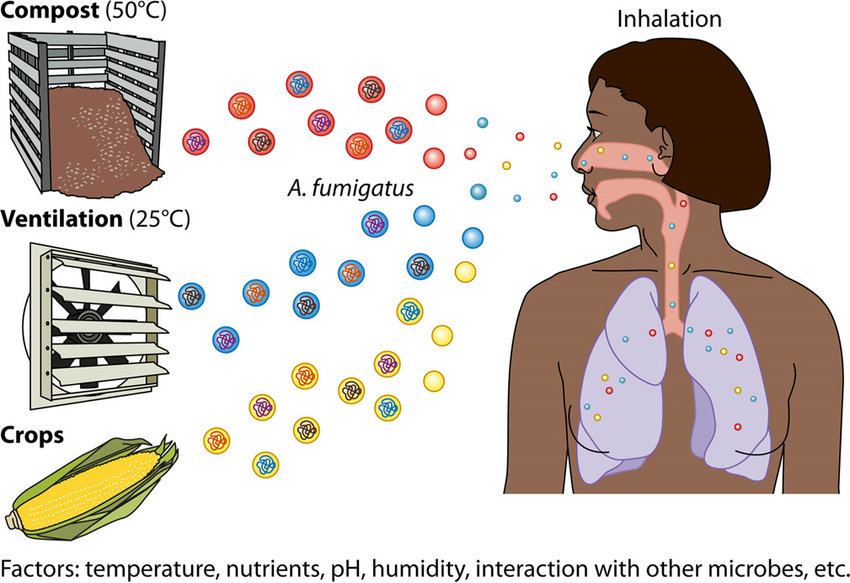 Compost (50°C)
Inhalation
A. fumigatus
Ventilation (25°C)
Crops
Factors: temperature, nutrients, pH, humidity, interaction with other microbes, etc.